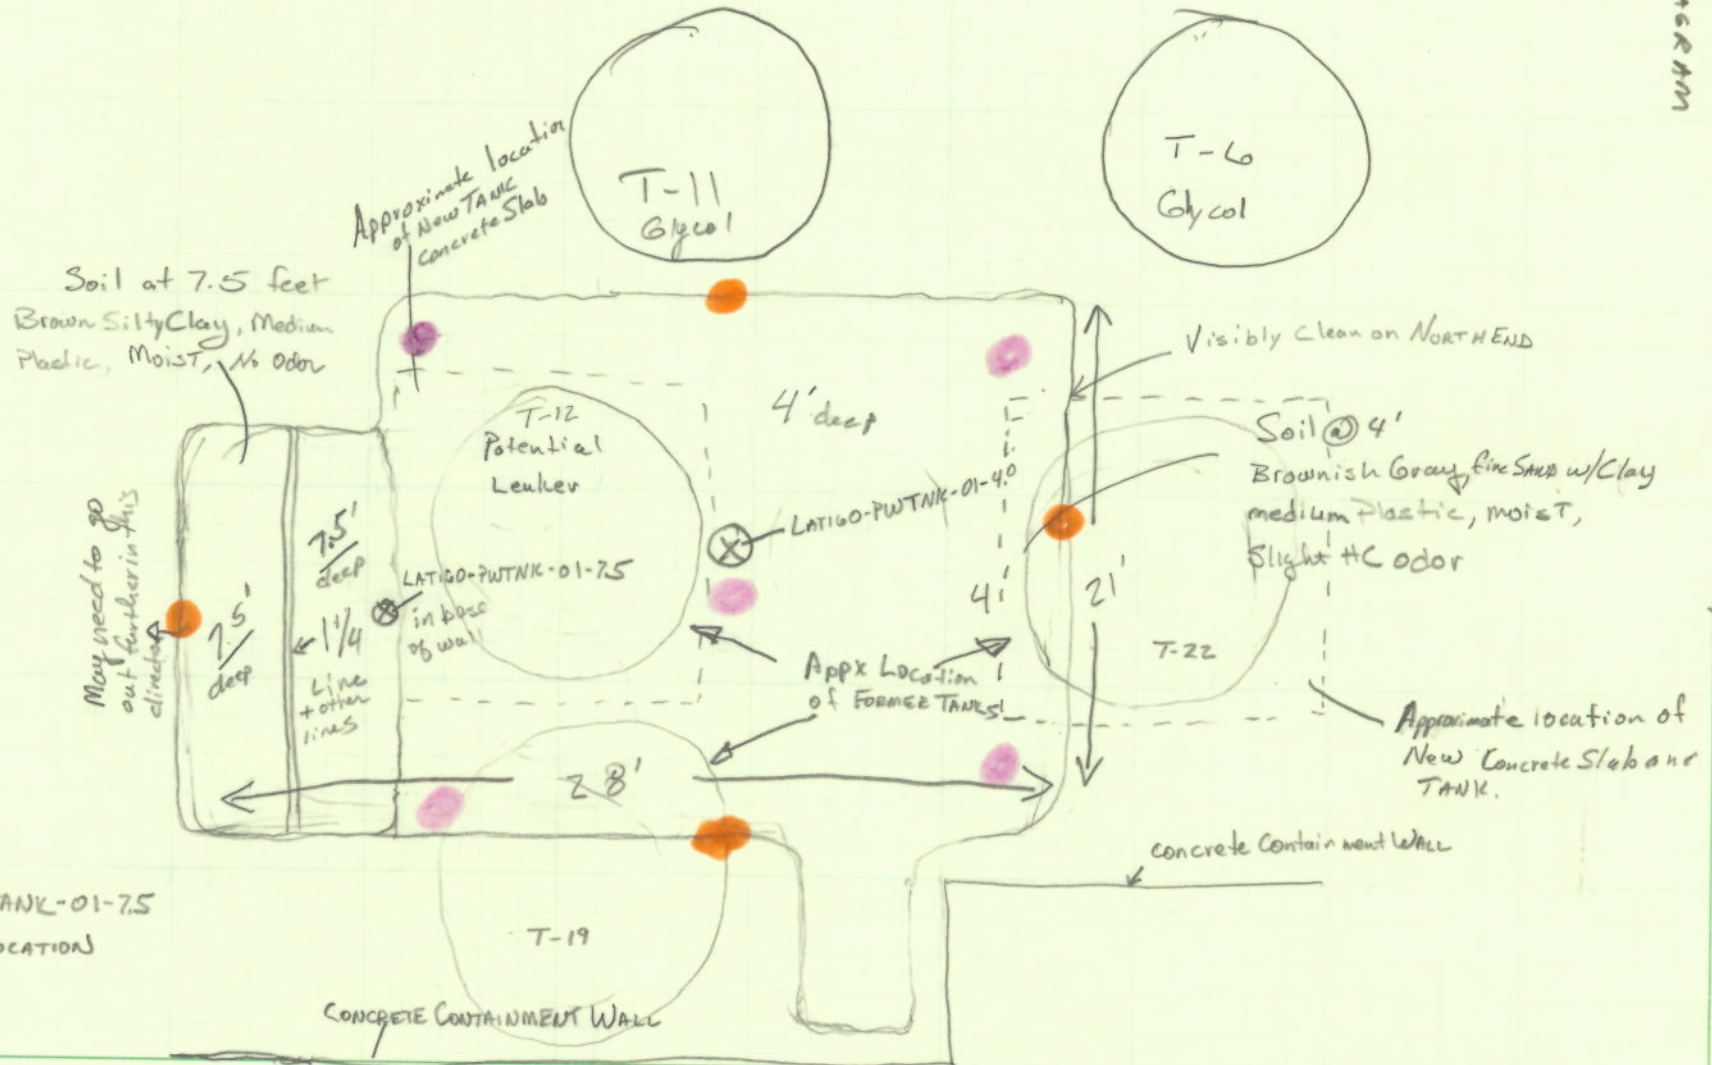 AGRAM
T-11
Glycol
T-6
Glycol
Approximate location
of New TANK
concrete Slab
Soil at 7.5 feet
Brown Silty Clay, Medium
Plastic, Moist, No Odor
Visibly Clean on NORTH END
T-12
Potential
Leaker
4' deep
Soil @ 4'
Brownish Gray, fine SAND w/Clay
medium Plastic, moist,
Slight HC odor
LATIGO-PWTNK-01-4.0
May need to go
out further in this
direction
7.5'
deep
7.5'
deep
LATIGO-PWTNK-01-7.5
in base
of wall
1 1/4
Line
+ other
lines
4'
21'
T-22
Appx Location
of FORMER TANKS
Approximate location of
New Concrete Slab and
TANK.
28'
concrete Containment WALL
TANK-01-7.5
LOCATION
T-19
CONCRETE CONTAINMENT WALL